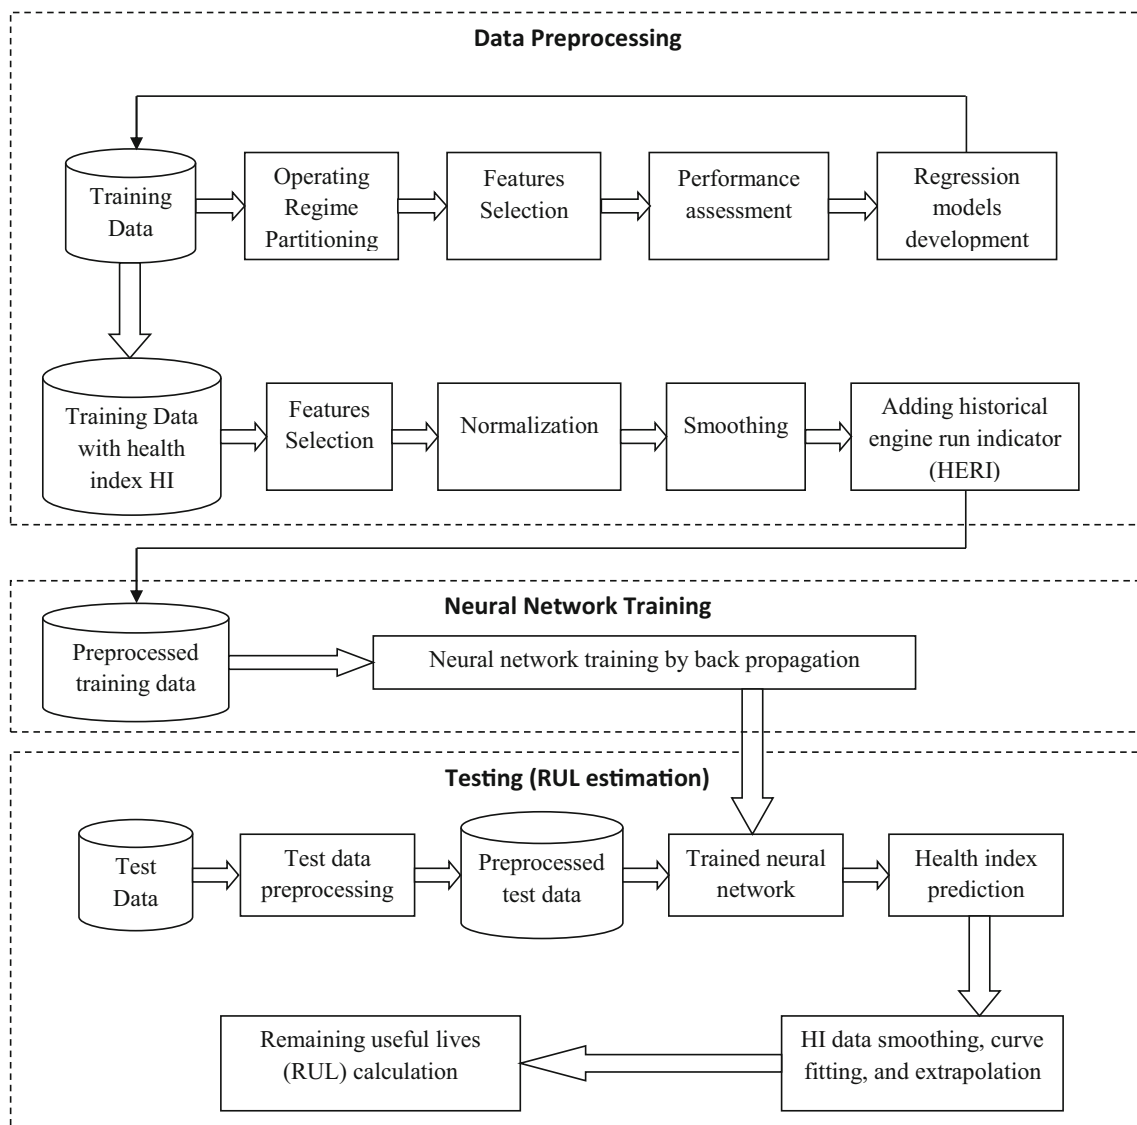 Data Preprocessing
Training
Data
Operating
Regime
Partitioning
Features
Selection
Performance
assessment
Regression
models
development
Training Data
with health
index HI
Features
Selection
Normalization
Smoothing
Adding historical
engine run indicator
(HERI)
Neural Network Training
Preprocessed
training data
Neural network training by back propagation
Testing (RUL estimation)
Test
Data
Test data
preprocessing
Preprocessed
test data
Trained neural
network
Health index
prediction
Remaining useful lives
(RUL) calculation
HI data smoothing, curve
fitting, and extrapolation